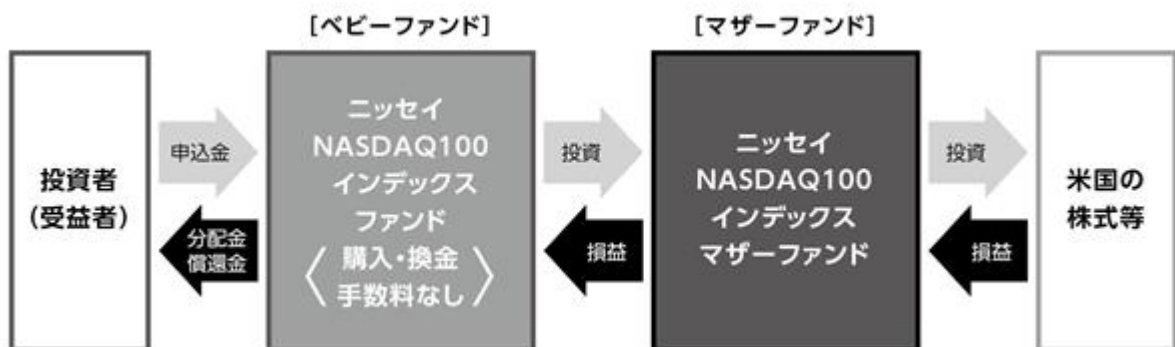 [ベビーファンド]
[マザーファンド]
投資者
(受益者)
申込金
分配金
償還金
ニッセイ
NASDAQ100
インデックス
ファンド
〈購入・換金
手数料なし〉
投資
損益
ニッセイ
NASDAQ100
インデックス
マザーファンド
投資
損益
米国の
株式等